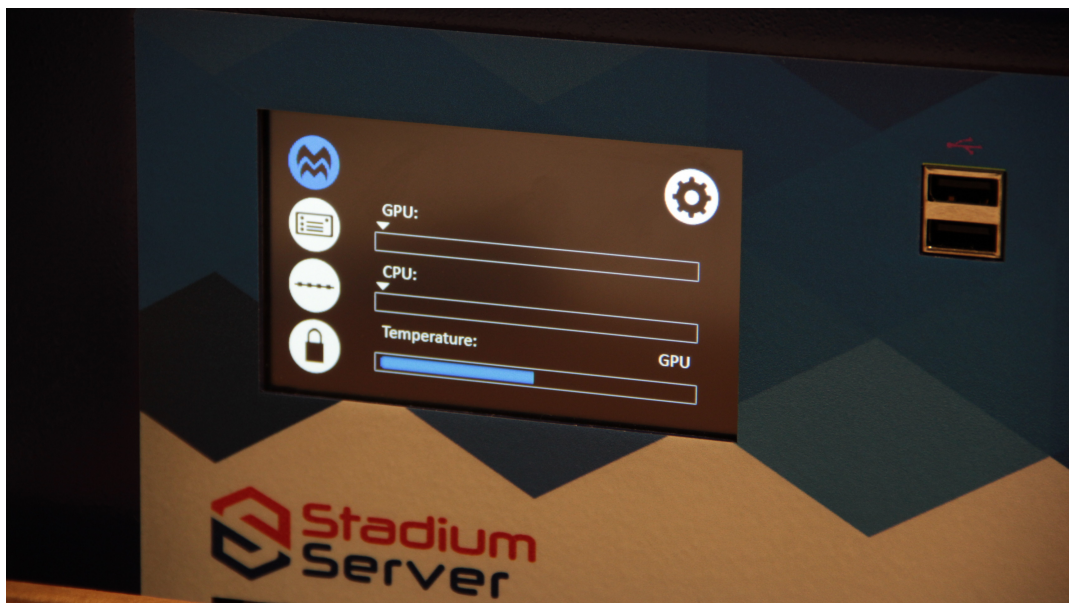 GPU:
CPU:
Temperature:
GPU
Stadium
Server